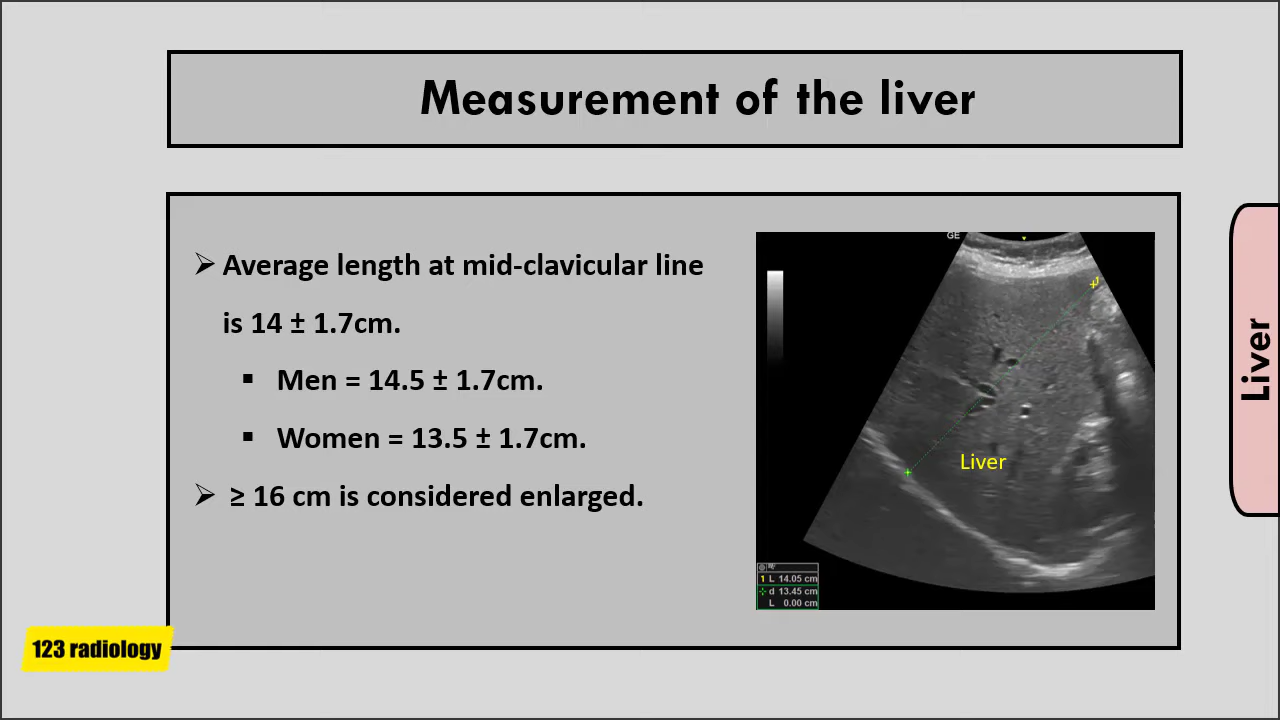 Measurement of the liver
➢ Average length at mid-clavicular line
is 14 ± 1.7cm.
▪ Men = 14.5 ± 1.7cm.
▪ Women = 13.5 ± 1.7cm.
➢ ≥ 16 cm is considered enlarged.
GE
1
Liver
1 L 14.05 cm
d 13.45 cm
L 0.00 cm
Liver
123 radiology